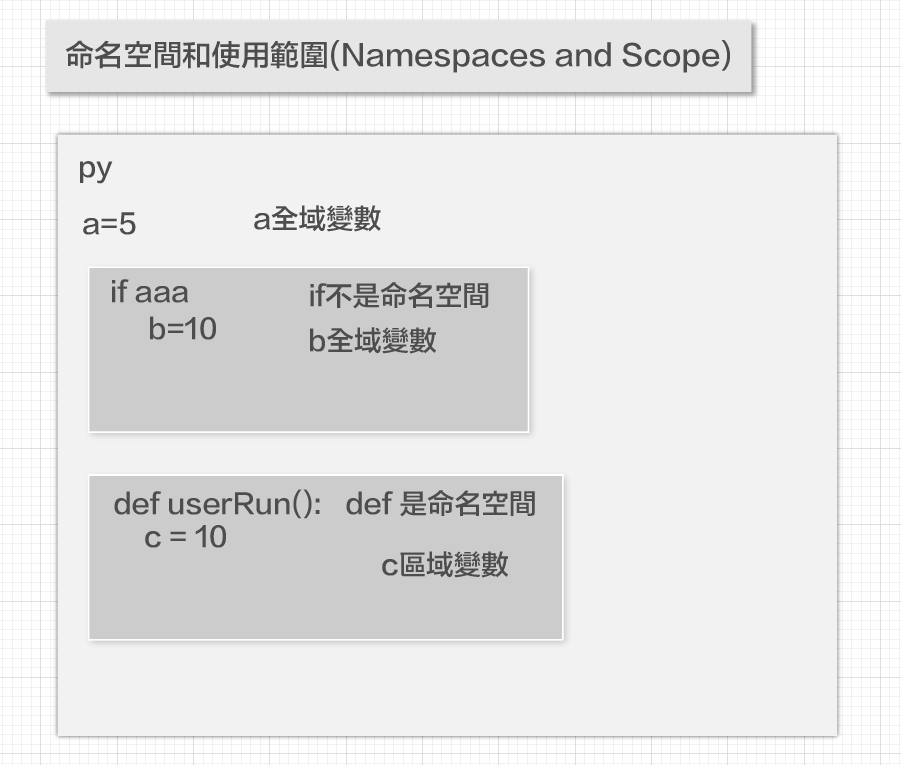 命名空間和使用範圍(Namespaces and Scope)
py
a=5 a全域變數
if aaa if不是命名空間
b=10 b全域變數
def userRun(): def 是命名空間
c = 10
c區域變數